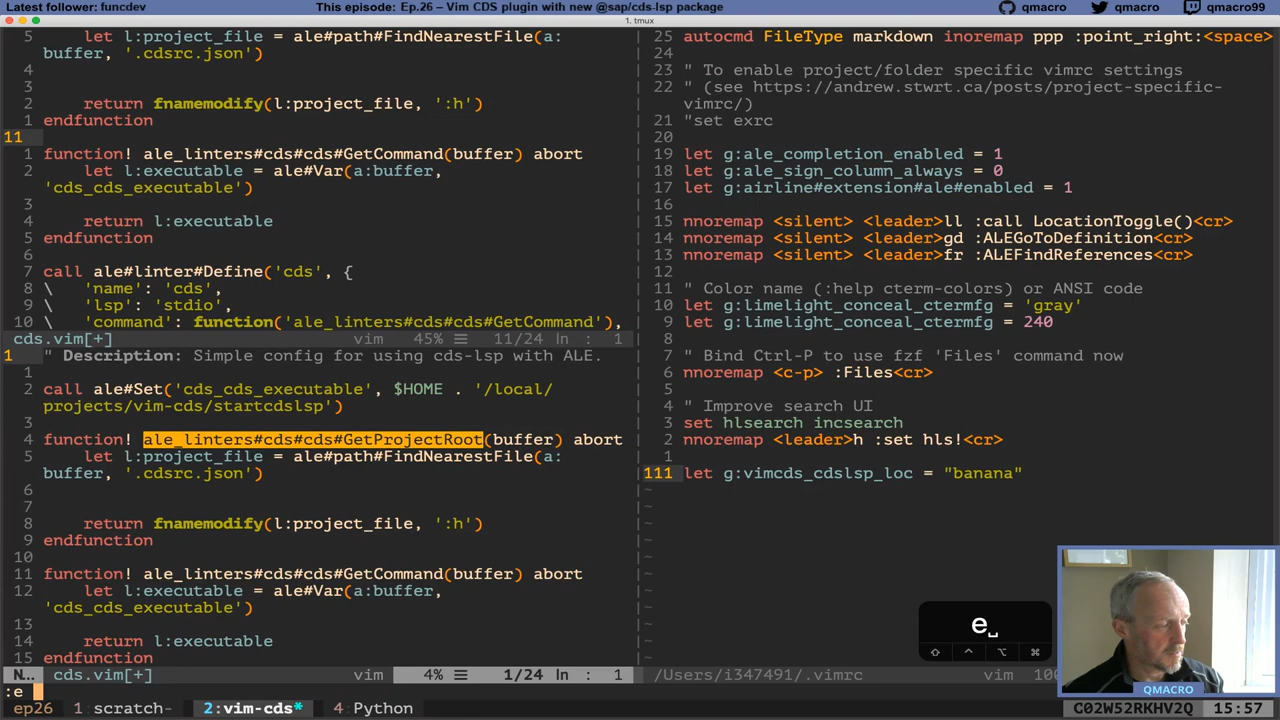 Latest follower: funcdev
This episode: Ep.26 – Vim CDS plugin with new @sap/cds-lsp package
qmacro
qmacro
qmacro99
1. tmux
5 let l:project_file = ale#path#FindNearestFile(a:
buffer, '.cdsrc.json')
4
3
2 return fnamemodify(l:project_file, ':h')
1 endfunction
11
1 function! ale_linters#cds#cds#GetCommand(buffer) abort
2 let l:executable = ale#Var(a:buffer,
'cds_cds_executable')
3
4 return l:executable
5 endfunction
6
7 call ale#linter#Define('cds', {
8 \ 'name': 'cds',
9 \ 'lsp': 'stdio',
10 \ 'command': function('ale_linters#cds#cds#GetCommand'),
cds.vim[+] vim 45% ☰ 11/24 ln : 1
1 " Description: Simple config for using cds-lsp with ALE.
1
2 call ale#Set('cds_cds_executable', $HOME . '/local/
projects/vim-cds/startcdslsp')
3
4 function! ale_linters#cds#cds#GetProjectRoot(buffer) abort
5 let l:project_file = ale#path#FindNearestFile(a:
buffer, '.cdsrc.json')
6
7
8 return fnamemodify(l:project_file, ':h')
9 endfunction
10
11 function! ale_linters#cds#cds#GetCommand(buffer) abort
12 let l:executable = ale#Var(a:buffer,
'cds_cds_executable')
13
14 return l:executable
15 endfunction
N... cds.vim[+] vim 4% ☰ 1/24 ln : 1
:e
25 autocmd FileType markdown inoremap ppp :point_right:<space>
24
23 " To enable project/folder specific vimrc settings
22 " (see https://andrew.stwrt.ca/posts/project-specific-
vimrc/)
21 "set exrc
20
19 let g:ale_completion_enabled = 1
18 let g:ale_sign_column_always = 0
17 let g:airline#extension#ale#enabled = 1
16
15 nnoremap <silent> <leader>ll :call LocationToggle()<cr>
14 nnoremap <silent> <leader>gd :ALEGoToDefinition<cr>
13 nnoremap <silent> <leader>fr :ALEFindReferences<cr>
12
11 " Color name (:help cterm-colors) or ANSI code
10 let g:limelight_conceal_ctermfg = 'gray'
9 let g:limelight_conceal_ctermfg = 240
8
7 " Bind Ctrl-P to use fzf 'Files' command now
6 nnoremap <c-p> :Files<cr>
5
4 " Improve search UI
3 set hlsearch incsearch
2 nnoremap <leader>h :set hls!<cr>
1
111 let g:vimcds_cdslsp_loc = "banana"
/Users/i347491/.vimrc vim 100
e␣
⇧ ^ ⌥ ⌘
QMACRO
ep26 1:scratch- 2:vim-cds* 4:Python
C02W52RKHV2Q 15:57